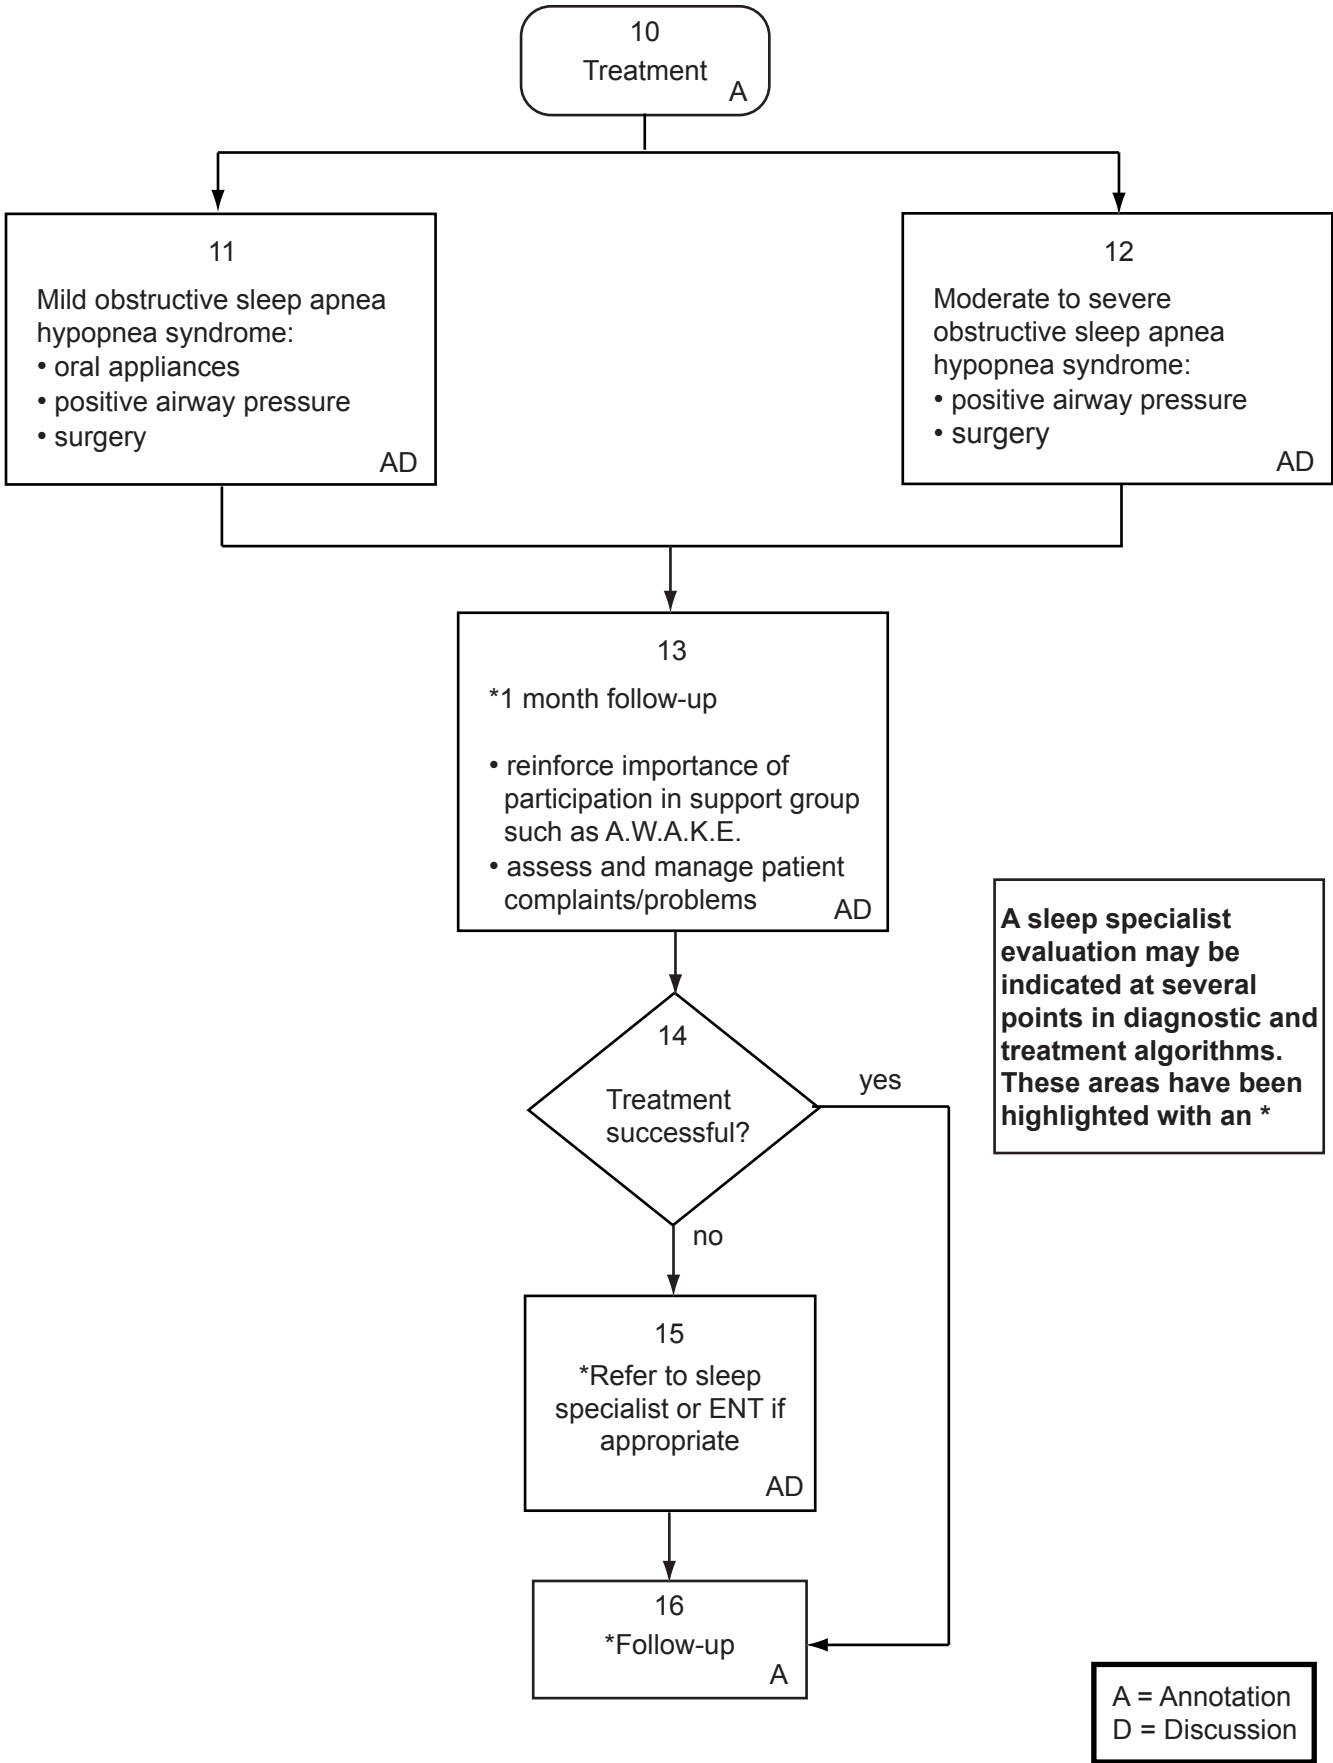 10
Treatment
A
11
Mild obstructive sleep apnea
hypopnea syndrome:
• oral appliances
• positive airway pressure
• surgery
AD
12
Moderate to severe
obstructive sleep apnea
hypopnea syndrome:
• positive airway pressure
• surgery
AD
13
*1 month follow-up
• reinforce importance of
participation in support group
such as A.W.A.K.E.
• assess and manage patient
complaints/problems
AD
A sleep specialist
evaluation may be
indicated at several
points in diagnostic and
treatment algorithms.
These areas have been
highlighted with an *
14
Treatment
successful?
yes
no
15
*Refer to sleep
specialist or ENT if
appropriate
AD
16
*Follow-up
A
A = Annotation
D = Discussion